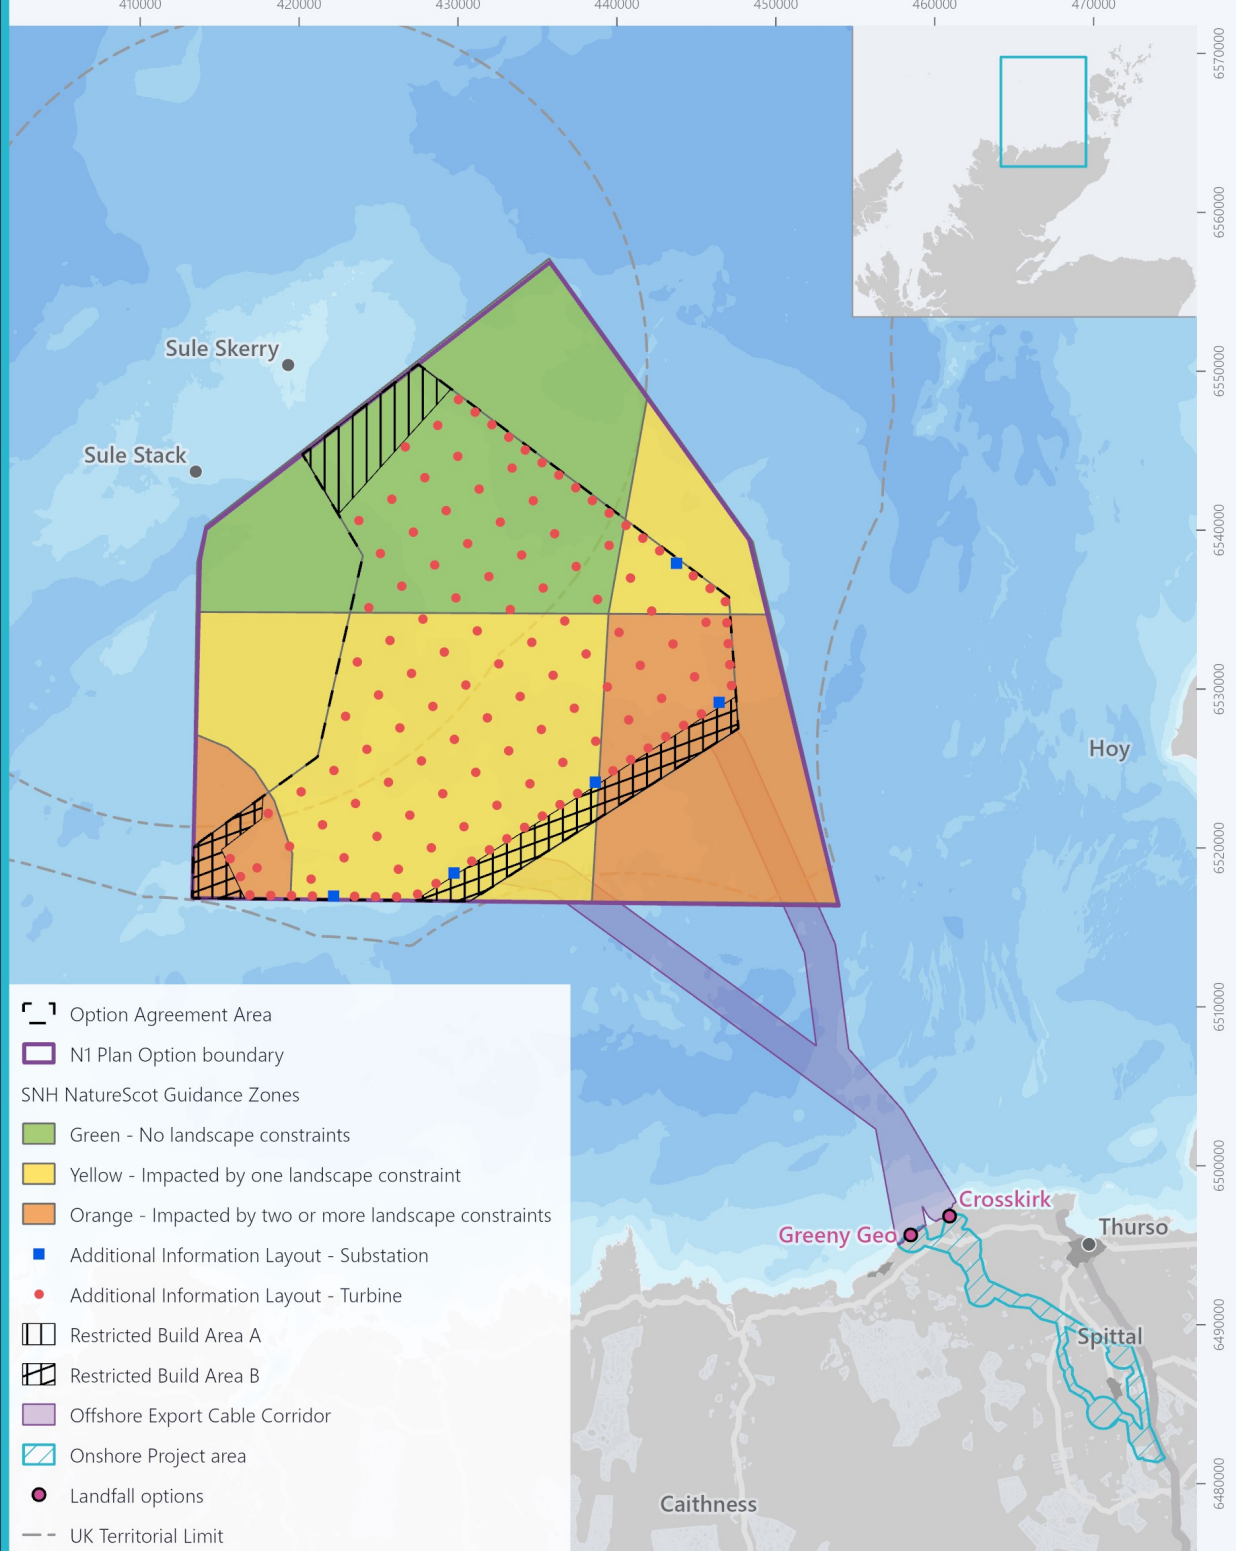 410000 420000 430000 440000 450000 460000 470000
6570000
6560000
6550000
6540000
6530000
6520000
6510000
6500000
6490000
6480000
Sule Skerry
Sule Stack
Hoy
Crosskirk
Greeny Geo
Thurso
Spittal
Caithness
Option Agreement Area
N1 Plan Option boundary
SNH NatureScot Guidance Zones
Green - No landscape constraints
Yellow - Impacted by one landscape constraint
Orange - Impacted by two or more landscape constraints
Additional Information Layout - Substation
Additional Information Layout - Turbine
Restricted Build Area A
Restricted Build Area B
Offshore Export Cable Corridor
Onshore Project area
Landfall options
UK Territorial Limit